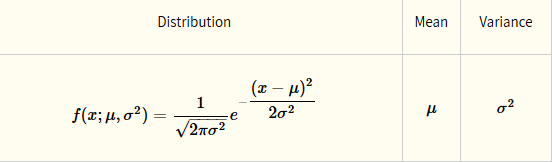 Distribution Mean Variance
f(x; μ, σ²) = 1/√(2πσ²) e^(−(x − μ)²/(2σ²)) μ σ²